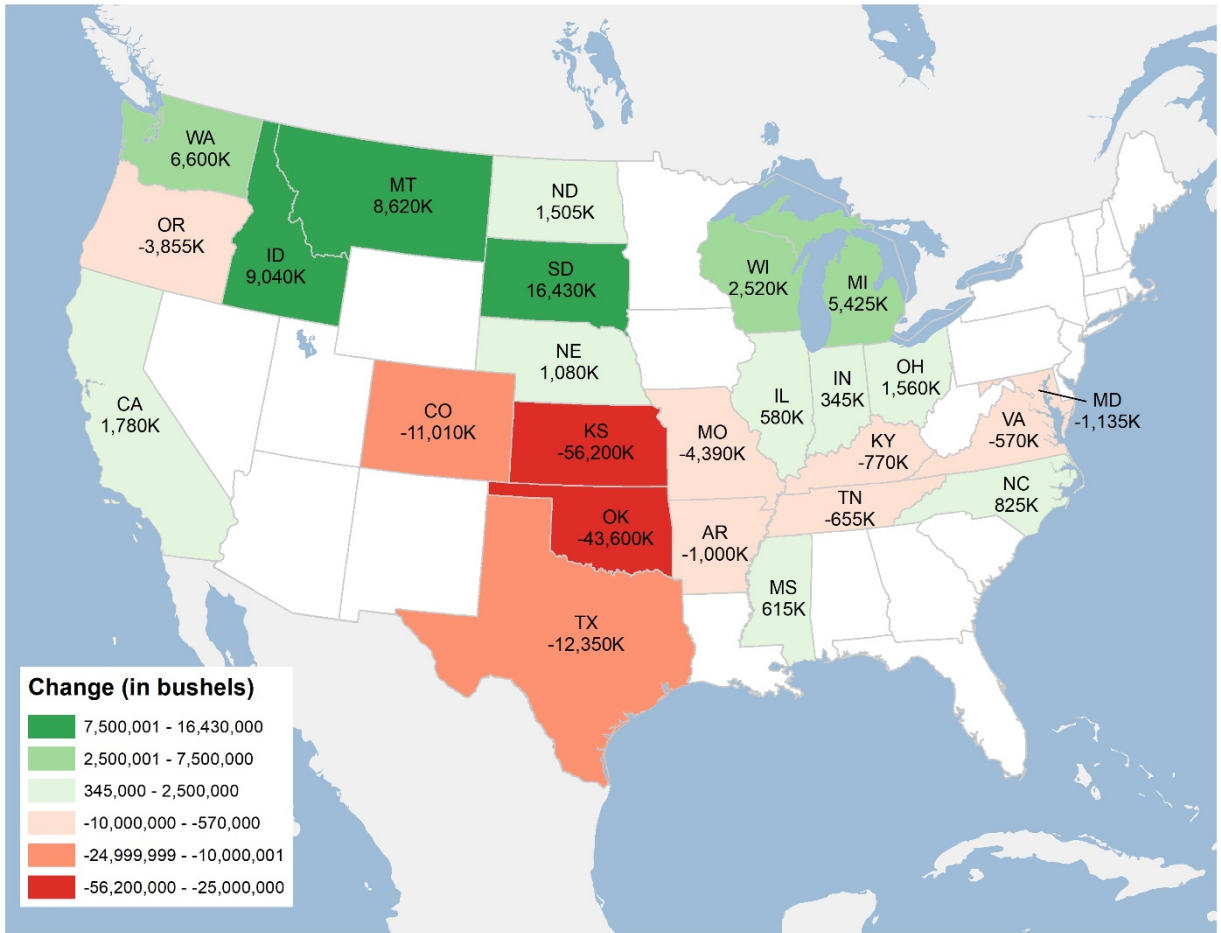 WA
6,600K
MT
8,620K
ND
1,505K
OR
-3,855K
ID
9,040K
SD
16,430K
WI
2,520K
MI
5,425K
NE
1,080K
CA
1,780K
CO
-11,010K
KS
-56,200K
MO
-4,390K
IL
580K
IN
345K
OH
1,560K
KY
-770K
VA
-570K
MD
-1,135K
TN
-655K
NC
825K
OK
-43,600K
AR
-1,000K
MS
615K
TX
-12,350K
Change (in bushels)
7,500,001 - 16,430,000
2,500,001 - 7,500,000
345,000 - 2,500,000
-10,000,000 - -570,000
-24,999,999 - -10,000,001
-56,200,000 - -25,000,000